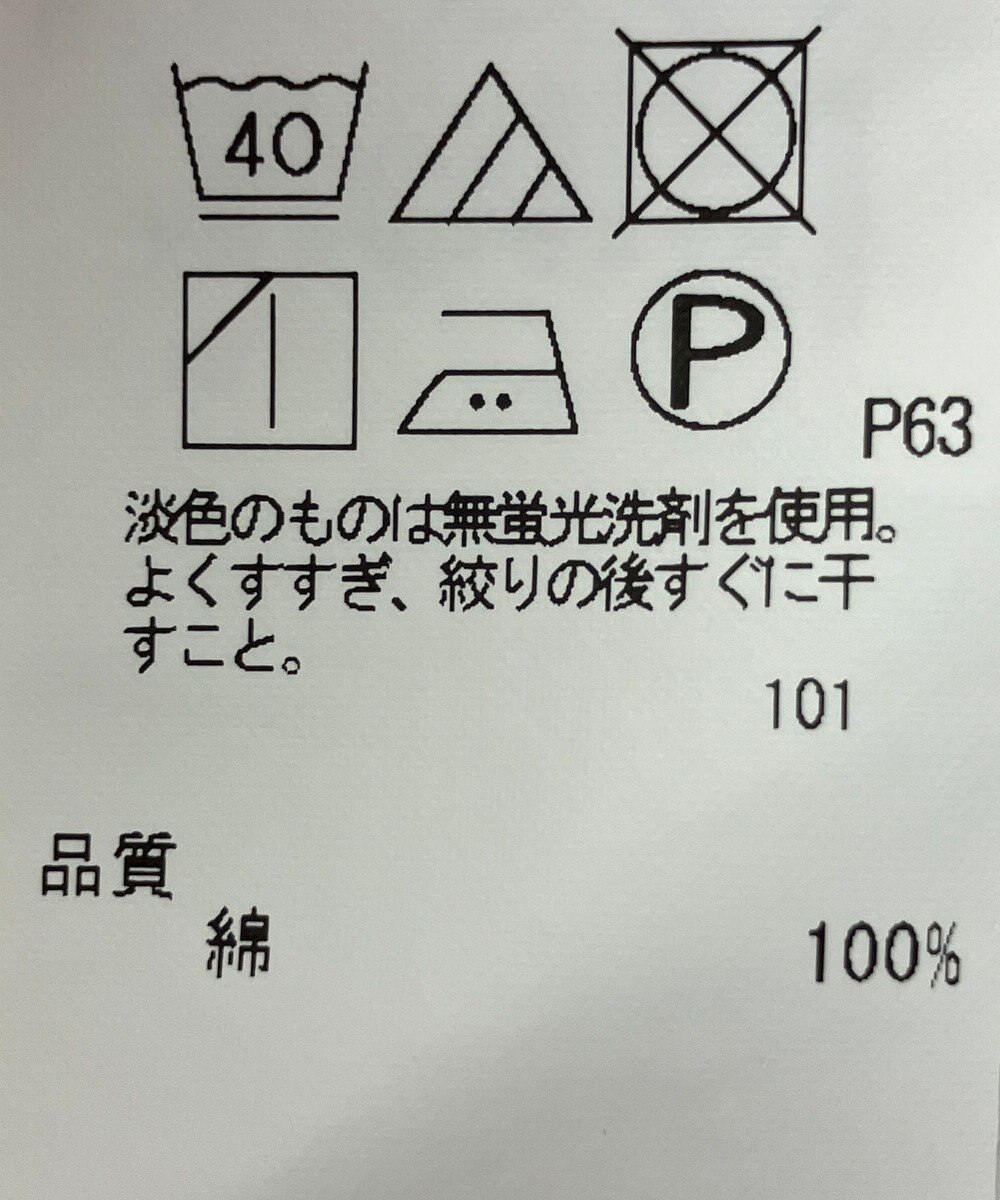 40
P
P63
淡色のものは無蛍光洗剤を使用。
よくすすぎ、絞りの後すぐに干
すこと。
101
品質
綿 100%